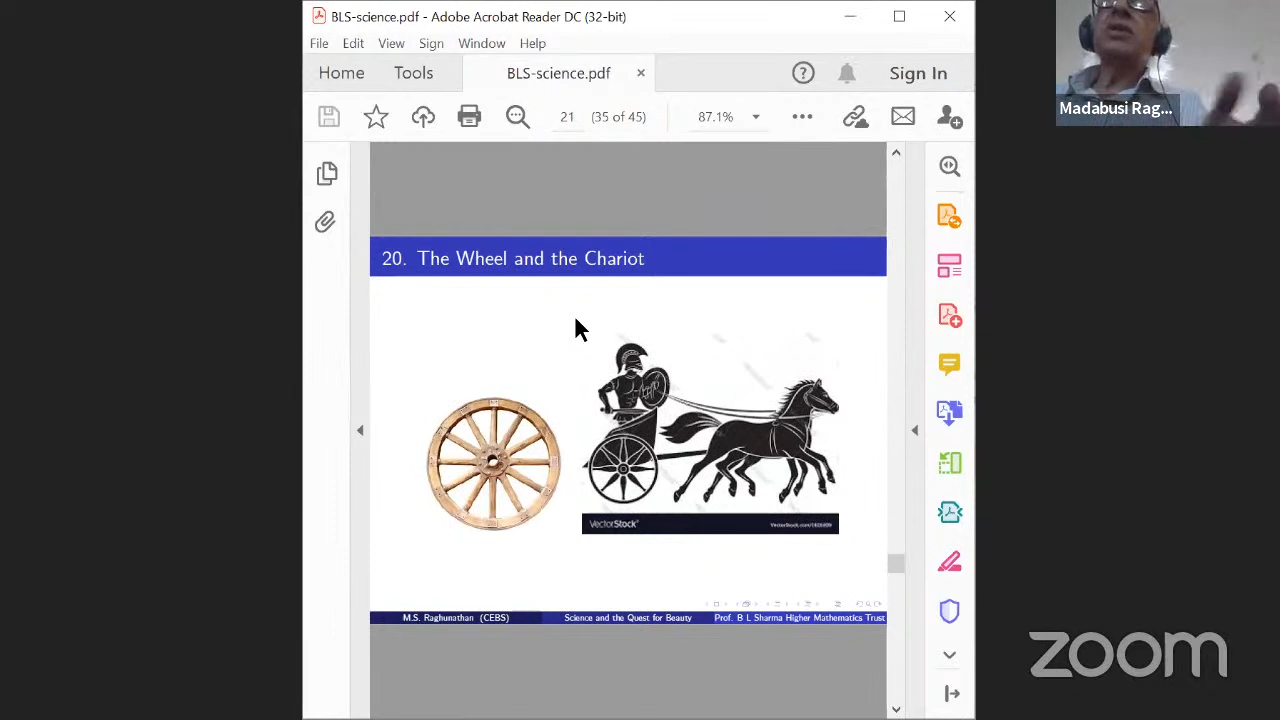 BLS-science.pdf - Adobe Acrobat Reader DC (32-bit)
File Edit View Sign Window Help
Home Tools BLS-science.pdf × Sign In
21 (35 of 45) 87.1%
Madabusi Rag...
20. The Wheel and the Chariot
VectorStock®
M.S. Raghunathan (CEBS) Science and the Quest for Beauty Prof. B L Sharma Higher Mathematics Trust
zoom